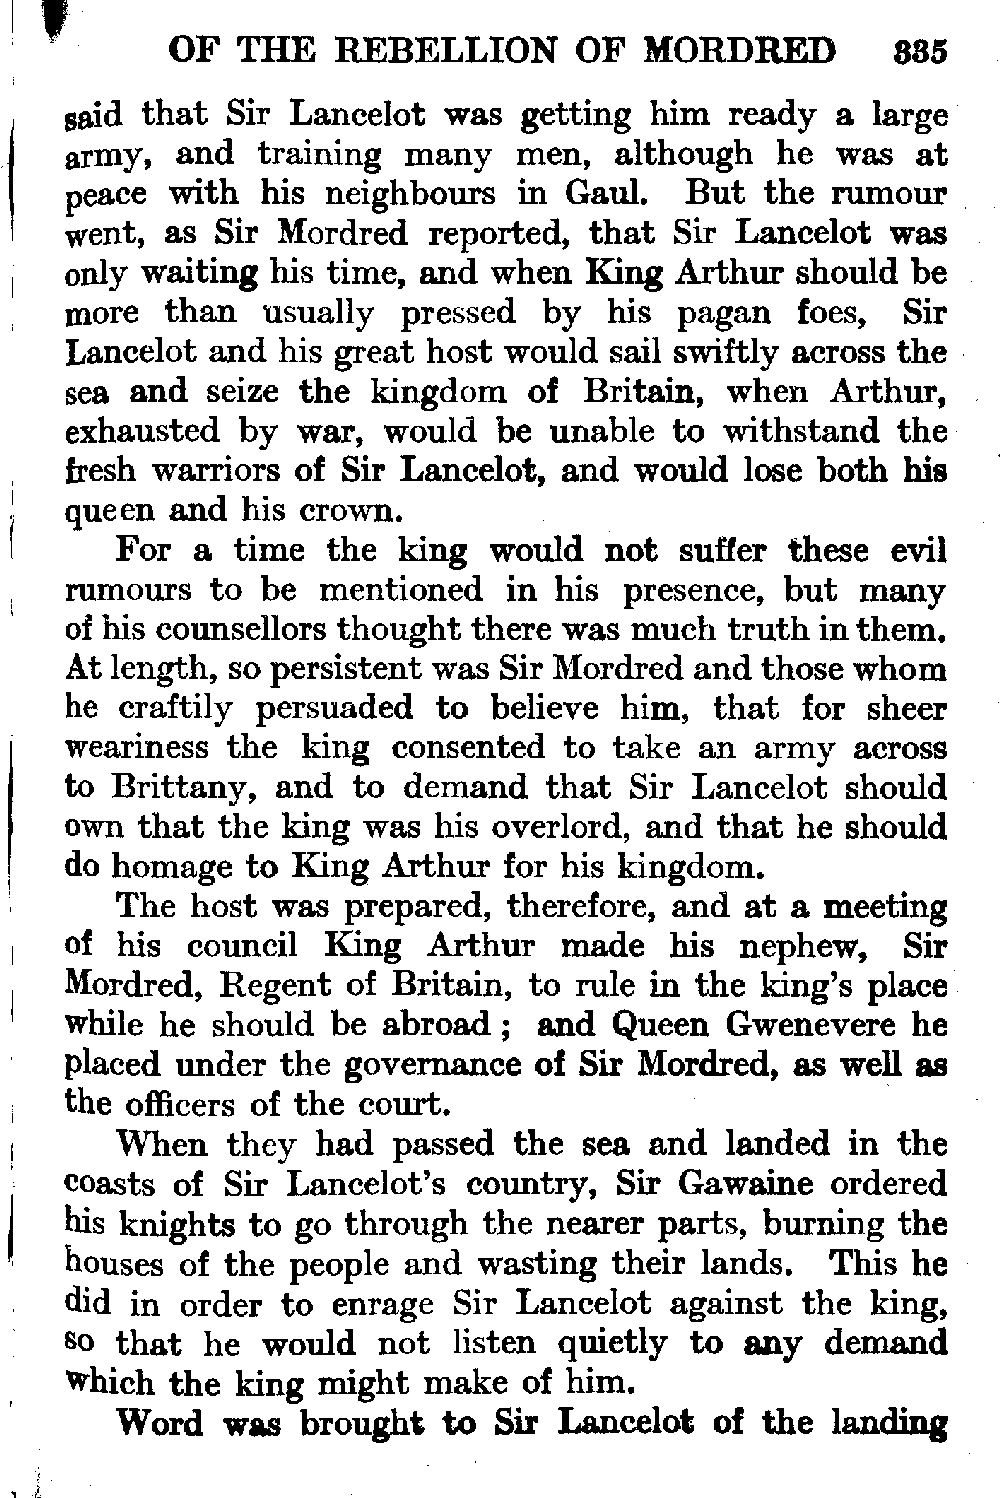 OF THE REBELLION OF MORDRED 335
said that Sir Lancelot was getting him ready a large
army, and training many men, although he was at
peace with his neighbours in Gaul. But the rumour
went, as Sir Mordred reported, that Sir Lancelot was
only waiting his time, and when King Arthur should be
more than usually pressed by his pagan foes, Sir
Lancelot and his great host would sail swiftly across the
sea and seize the kingdom of Britain, when Arthur,
exhausted by war, would be unable to withstand the
fresh warriors of Sir Lancelot, and would lose both his
queen and his crown.
For a time the king would not suffer these evil
rumours to be mentioned in his presence, but many
of his counsellors thought there was much truth in them.
At length, so persistent was Sir Mordred and those whom
he craftily persuaded to believe him, that for sheer
weariness the king consented to take an army across
to Brittany, and to demand that Sir Lancelot should
own that the king was his overlord, and that he should
do homage to King Arthur for his kingdom.
The host was prepared, therefore, and at a meeting
of his council King Arthur made his nephew, Sir
Mordred, Regent of Britain, to rule in the king's place
while he should be abroad; and Queen Gwenevere he
placed under the governance of Sir Mordred, as well as
the officers of the court.
When they had passed the sea and landed in the
coasts of Sir Lancelot's country, Sir Gawaine ordered
his knights to go through the nearer parts, burning the
houses of the people and wasting their lands. This he
did in order to enrage Sir Lancelot against the king,
so that he would not listen quietly to any demand
which the king might make of him.
Word was brought to Sir Lancelot of the landing